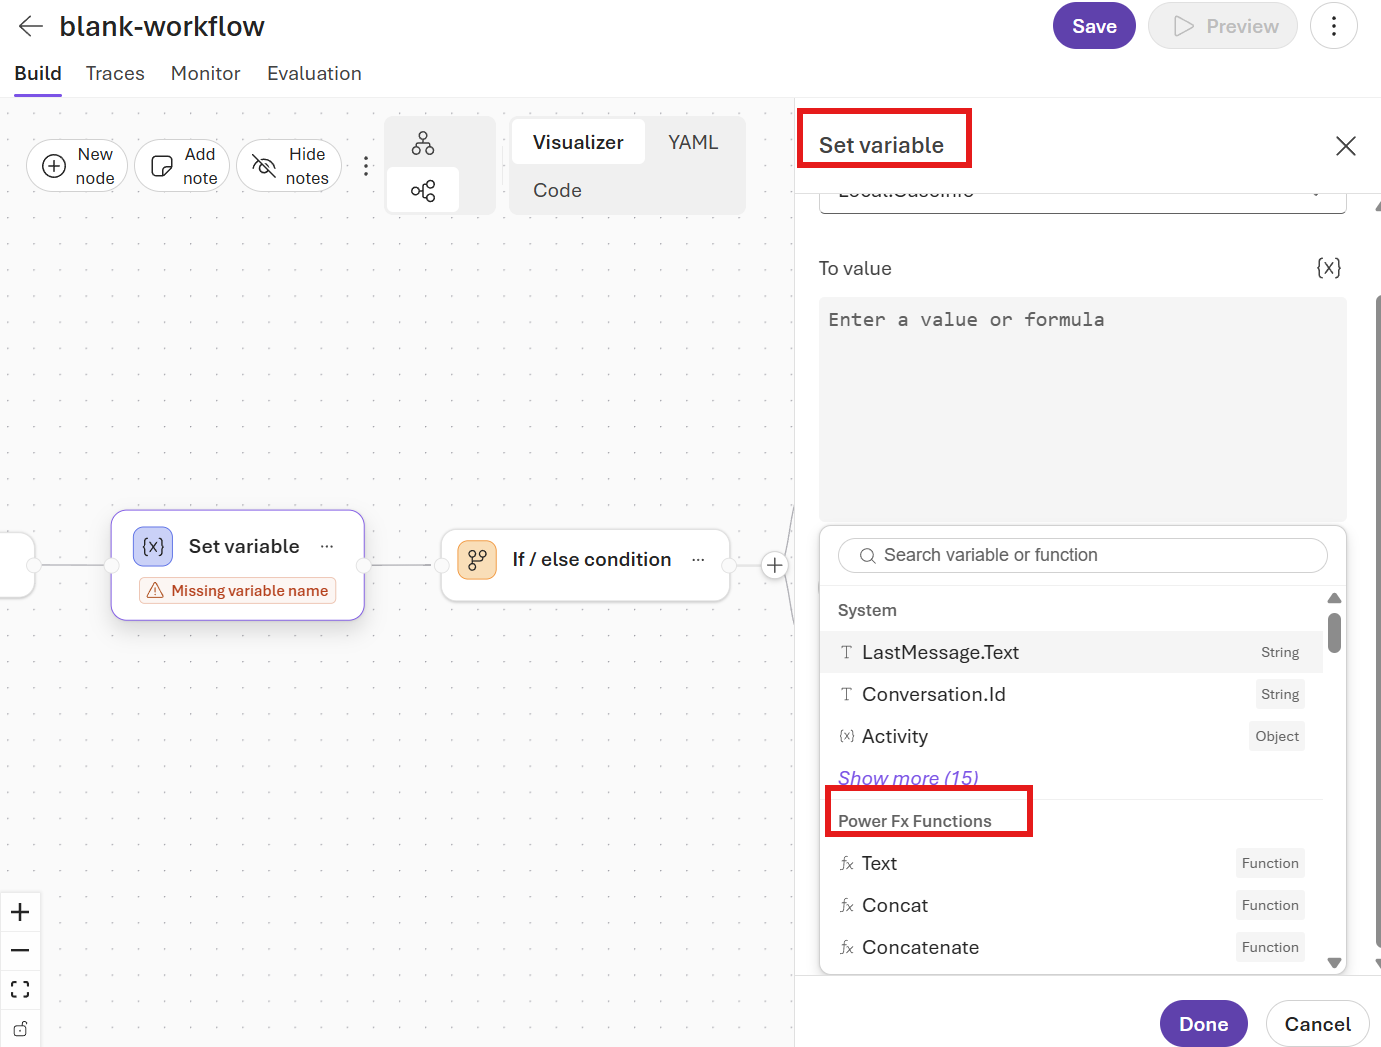 blank-workflow
Save
Preview
Build
Traces
Monitor
Evaluation
New
node
Add
note
Hide
notes
Visualizer
YAML
Code
Set variable
To value
{x}
Enter a value or formula
{x}
Set variable
Missing variable name
If / else condition
Search variable or function
System
LastMessage.Text
String
Conversation.Id
String
{x}
Activity
Object
Show more (15)
Power Fx Functions
fx
Text
Function
fx
Concat
Function
fx
Concatenate
Function
Done
Cancel